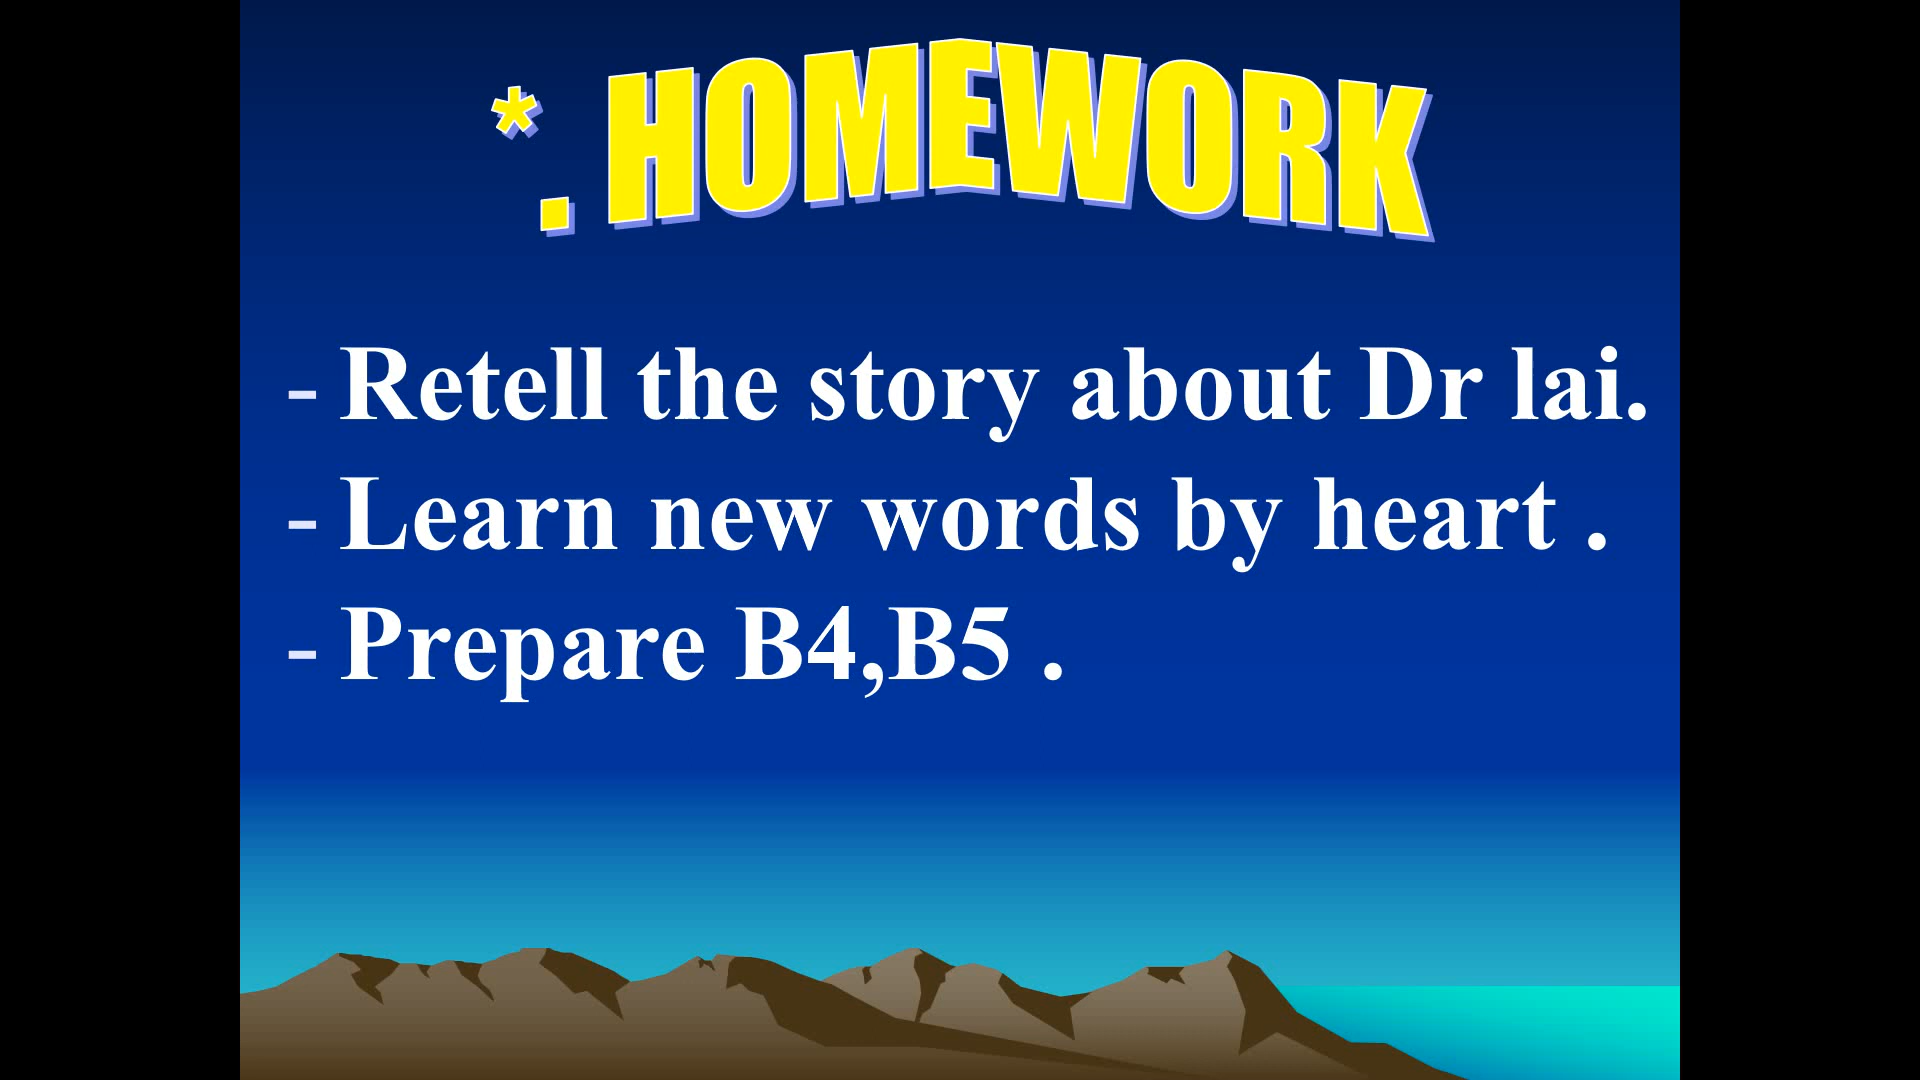 *. HOMEWORK
- Retell the story about Dr lai.
- Learn new words by heart .
- Prepare B4,B5 .